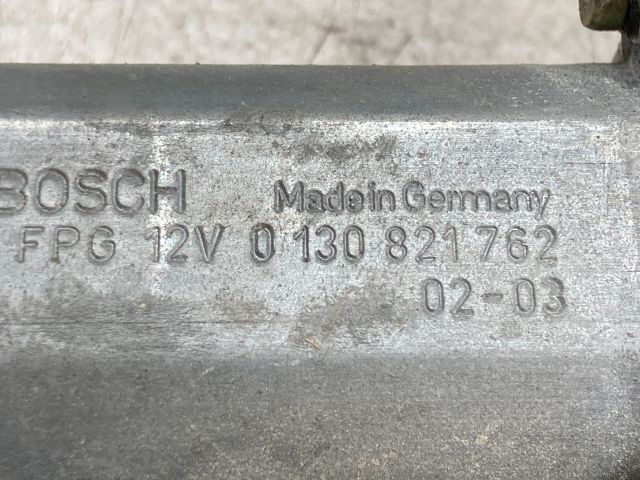 BOSCH Made in Germany
FPG 12V 0 130 821 762
02-03